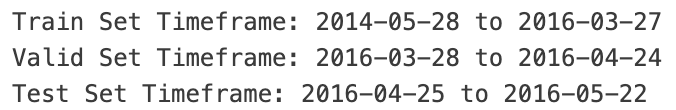 Train Set Timeframe: 2014-05-28 to 2016-03-27
Valid Set Timeframe: 2016-03-28 to 2016-04-24
Test Set Timeframe: 2016-04-25 to 2016-05-22